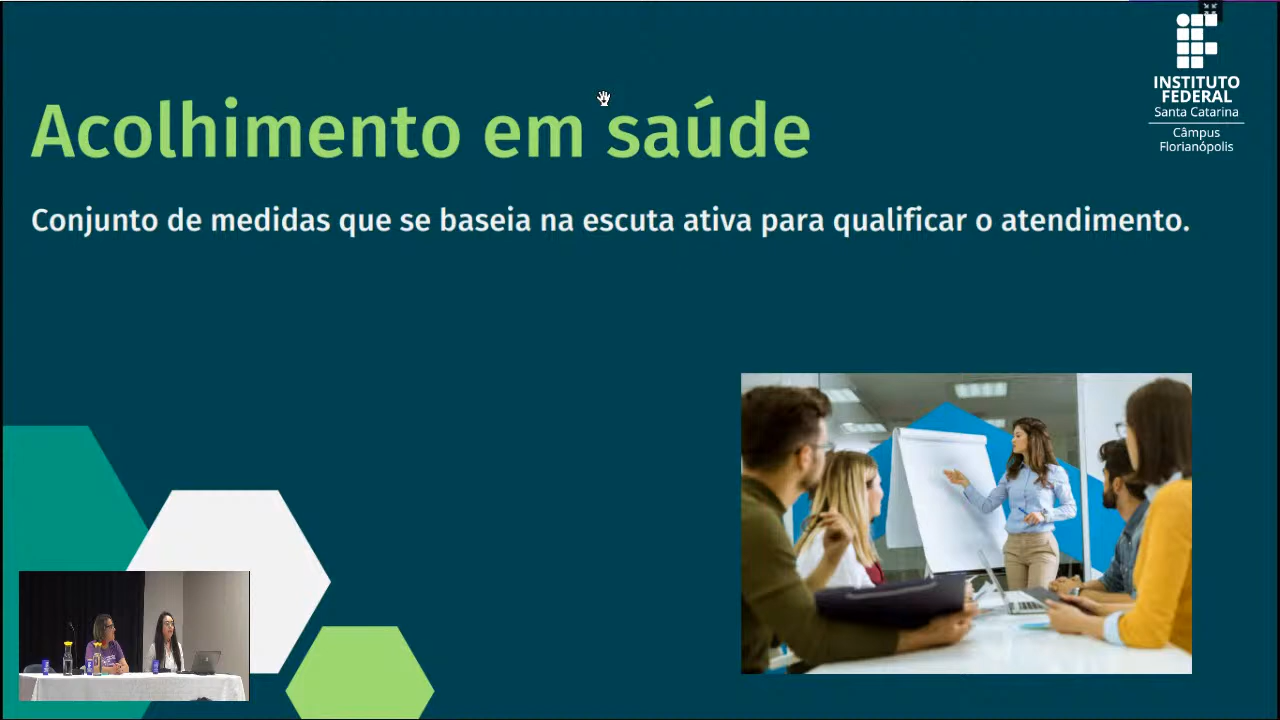 Acolhimento em saúde
Conjunto de medidas que se baseia na escuta ativa para qualificar o atendimento.
INSTITUTO
FEDERAL
Santa Catarina
Câmpus
Florianópolis